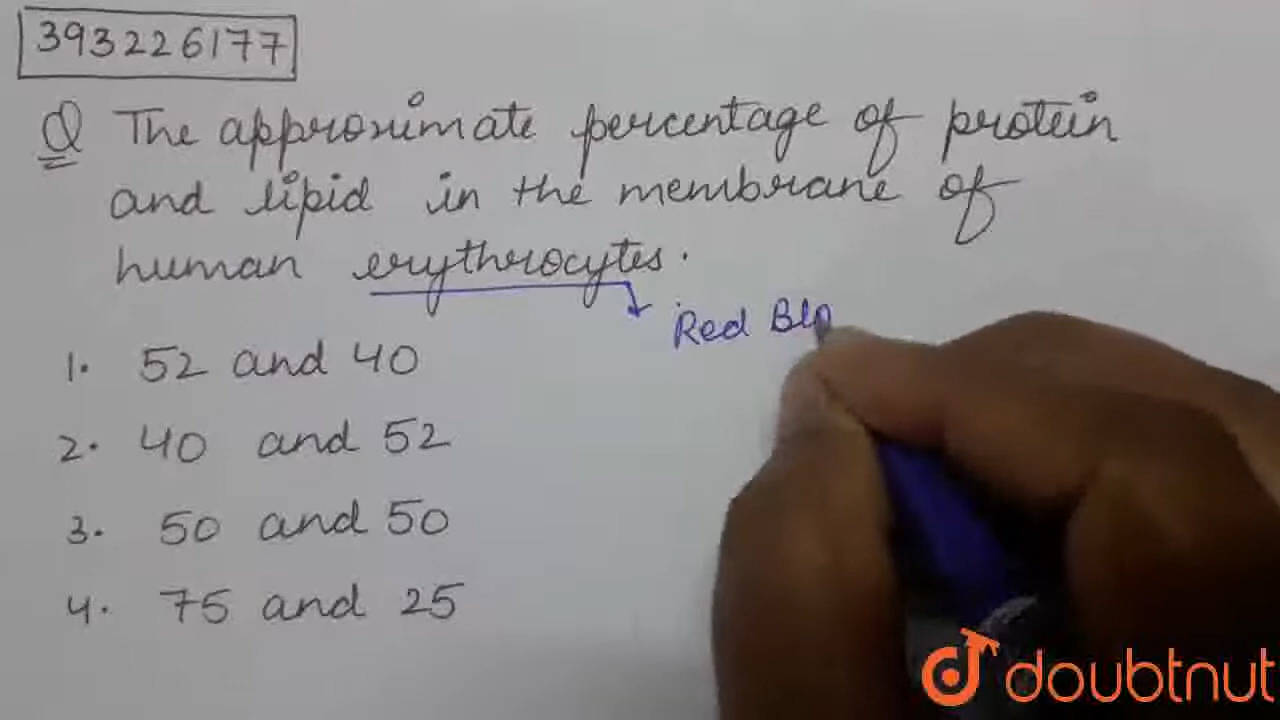 393226177
Q The approximate percentage of protein
and lipid in the membrane of
human erythrocytes.
Red Blo
1. 52 and 40
2. 40 and 52
3. 50 and 50
4. 75 and 25
doubtnut